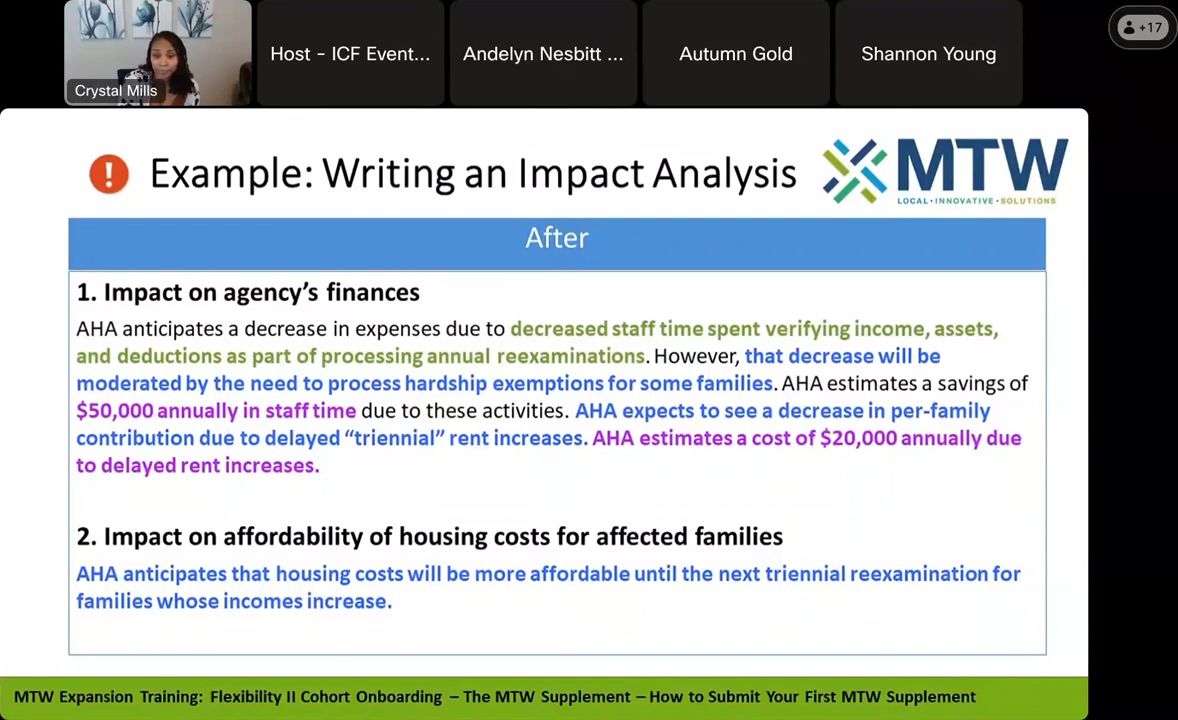 Crystal Mills
Host - ICF Event...
Andelyn Nesbitt ...
Autumn Gold
Shannon Young
+17
! Example: Writing an Impact Analysis
MTW
LOCAL • INNOVATIVE • SOLUTIONS
After
1. Impact on agency’s finances
AHA anticipates a decrease in expenses due to decreased staff time spent verifying income, assets,
and deductions as part of processing annual reexaminations. However, that decrease will be
moderated by the need to process hardship exemptions for some families. AHA estimates a savings of
$50,000 annually in staff time due to these activities. AHA expects to see a decrease in per-family
contribution due to delayed “triennial” rent increases. AHA estimates a cost of $20,000 annually due
to delayed rent increases.
2. Impact on affordability of housing costs for affected families
AHA anticipates that housing costs will be more affordable until the next triennial reexamination for
families whose incomes increase.
MTW Expansion Training: Flexibility II Cohort Onboarding – The MTW Supplement – How to Submit Your First MTW Supplement